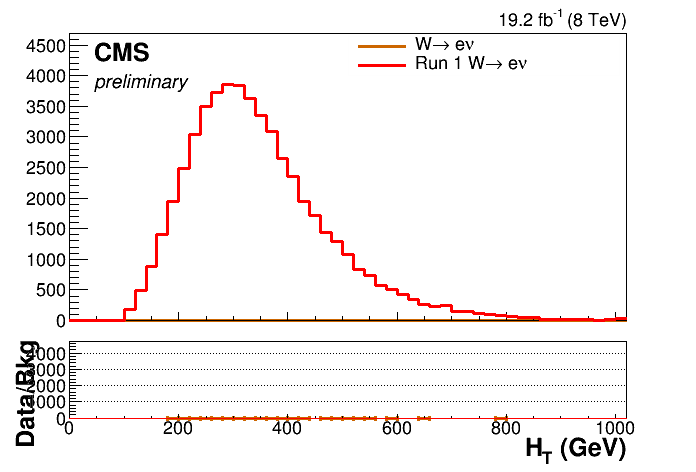 19.2 fb-1 (8 TeV)
CMS
preliminary
W→ eν
Run 1 W→ eν
4500
4000
3500
3000
2500
2000
1500
1000
500
0
Data/Bkg
0
0 200 400 600 800 1000
HT (GeV)